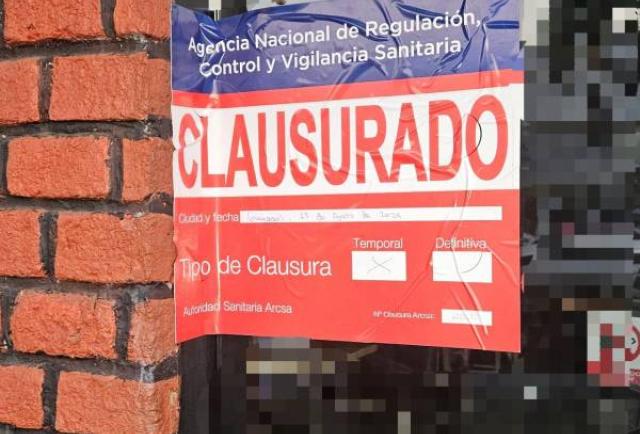 Agencia Nacional de Regulación,
Control y Vigilancia Sanitaria
CLAUSURADO
Ciudad y fecha
Temporal Definitiva
Tipo de Clausura X
Autoridad Sanitaria Arcsa
Nº Clausura Arcsa: